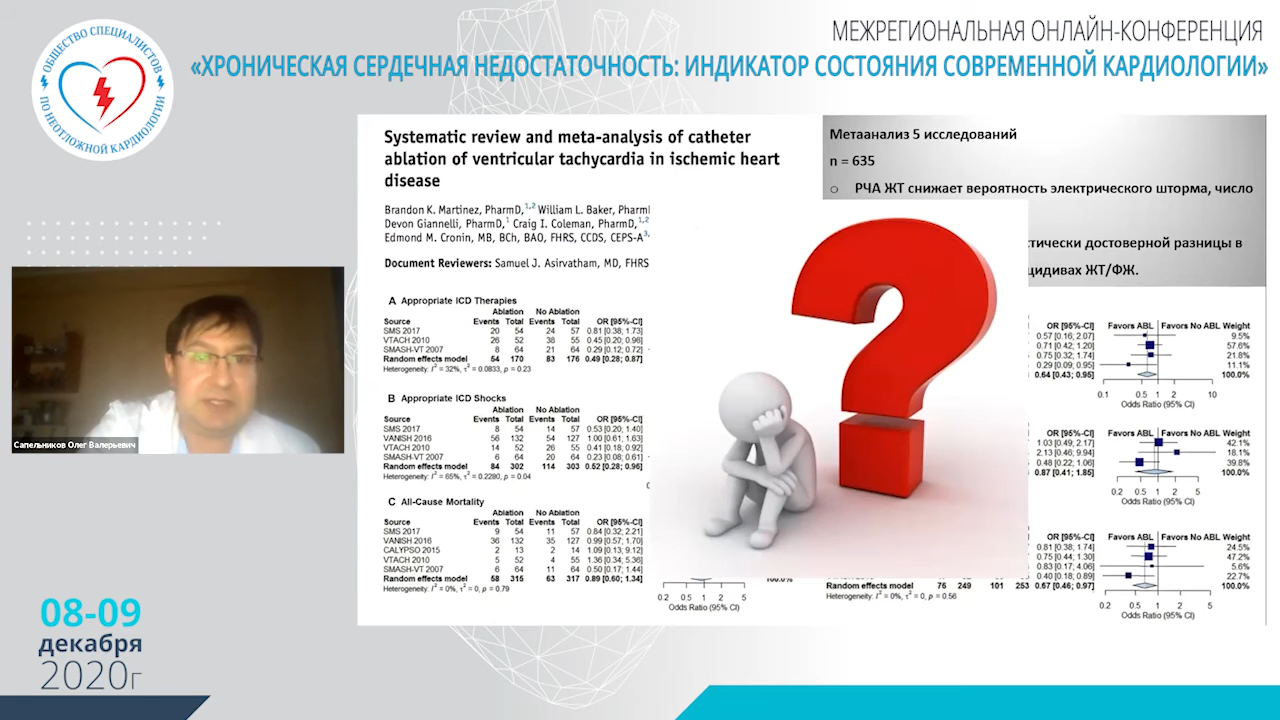 МЕЖРЕГИОНАЛЬНАЯ ОНЛАЙН-КОНФЕРЕНЦИЯ
«ХРОНИЧЕСКАЯ СЕРДЕЧНАЯ НЕДОСТАТОЧНОСТЬ: ИНДИКАТОР СОСТОЯНИЯ СОВРЕМЕННОЙ КАРДИОЛОГИИ»
ОБЩЕСТВО СПЕЦИАЛИСТОВ
ПО НЕОТЛОЖНОЙ КАРДИОЛОГИИ
Systematic review and meta-analysis of catheter
ablation of ventricular tachycardia in ischemic heart
disease
Brandon K. Martinez, PharmD,1,2 William L. Baker, Pharml
Devon Giannelli, PharmD,1 Craig I. Coleman, PharmD,1,2
Edmond M. Cronin, MB, BCh, BAO, FHRS, CCDS, CEPS-A3,
Document Reviewers: Samuel J. Asirvatham, MD, FHRS
Метаанализ 5 исследований
n = 635
o РЧА ЖТ снижает вероятность электрического шторма, число
ктически достоверной разницы в
цидивах ЖТ/ФЖ.
A Appropriate ICD Therapies
Ablation No Ablation
Source Events Total Events Total OR [95%-CI]
SMS 2017 20 54 24 57 0.81 [0.38; 1.73]
VTACH 2010 26 52 38 55 0.45 [0.20; 0.96]
SMASH-VT 2007 8 64 21 64 0.29 [0.12; 0.72]
Random effects model 54 170 83 176 0.49 [0.28; 0.87]
Heterogeneity: I² = 32%, τ² = 0.0833, p = 0.23
B Appropriate ICD Shocks
Ablation No Ablation
Source Events Total Events Total OR [95%-CI]
SMS 2017 8 54 14 57 0.53 [0.20; 1.40]
VANISH 2016 56 132 54 127 1.00 [0.61; 1.63]
VTACH 2010 14 52 26 55 0.41 [0.18; 0.92]
SMASH-VT 2007 6 64 20 64 0.23 [0.08; 0.61]
Random effects model 84 302 114 303 0.52 [0.28; 0.96]
Heterogeneity: I² = 65%, τ² = 0.2280, p = 0.04
C All-Cause Mortality
Ablation No Ablation
Source Events Total Events Total OR [95%-CI]
SMS 2017 9 54 11 57 0.84 [0.32; 2.21]
VANISH 2016 36 132 35 127 0.99 [0.57; 1.70]
CALYPSO 2015 2 13 2 14 1.09 [0.13; 9.12]
VTACH 2010 5 52 4 55 1.36 [0.34; 5.36]
SMASH-VT 2007 6 64 11 64 0.50 [0.17; 1.44]
Random effects model 58 315 63 317 0.89 [0.60; 1.34]
Heterogeneity: I² = 0%, τ² = 0, p = 0.79
0.2 0.5 1 2 5
Odds Ratio (95% CI)
OR [95%-CI] Favors ABL Favors No ABL Weight
0.57 [0.16; 2.07] 9.5%
0.71 [0.42; 1.20] 57.6%
0.75 [0.32; 1.74] 21.8%
0.29 [0.09; 0.95] 11.1%
0.64 [0.43; 0.95] 100.0%
0.1 0.5 1 2 10
Odds Ratio (95% CI)
OR [95%-CI] Favors ABL Favors No ABL Weight
1.03 [0.49; 2.17] 42.1%
2.13 [0.46; 9.94] 18.1%
0.48 [0.22; 1.06] 39.8%
0.87 [0.41; 1.85] 100.0%
0.2 0.5 1 2 5
Odds Ratio (95% CI)
OR [95%-CI] Favors ABL Favors No ABL Weight
0.81 [0.38; 1.74] 24.5%
0.75 [0.44; 1.30] 47.2%
0.83 [0.17; 4.06] 5.6%
0.40 [0.18; 0.89] 22.7%
Random effects model 76 249 101 253 0.67 [0.46; 0.97] 100.0%
Heterogeneity: I² = 0%, τ² = 0, p = 0.56
0.2 0.5 1 2 5
Odds Ratio (95% CI)
Сапельников Олег Валерьевич
08-09
декабря
2020г